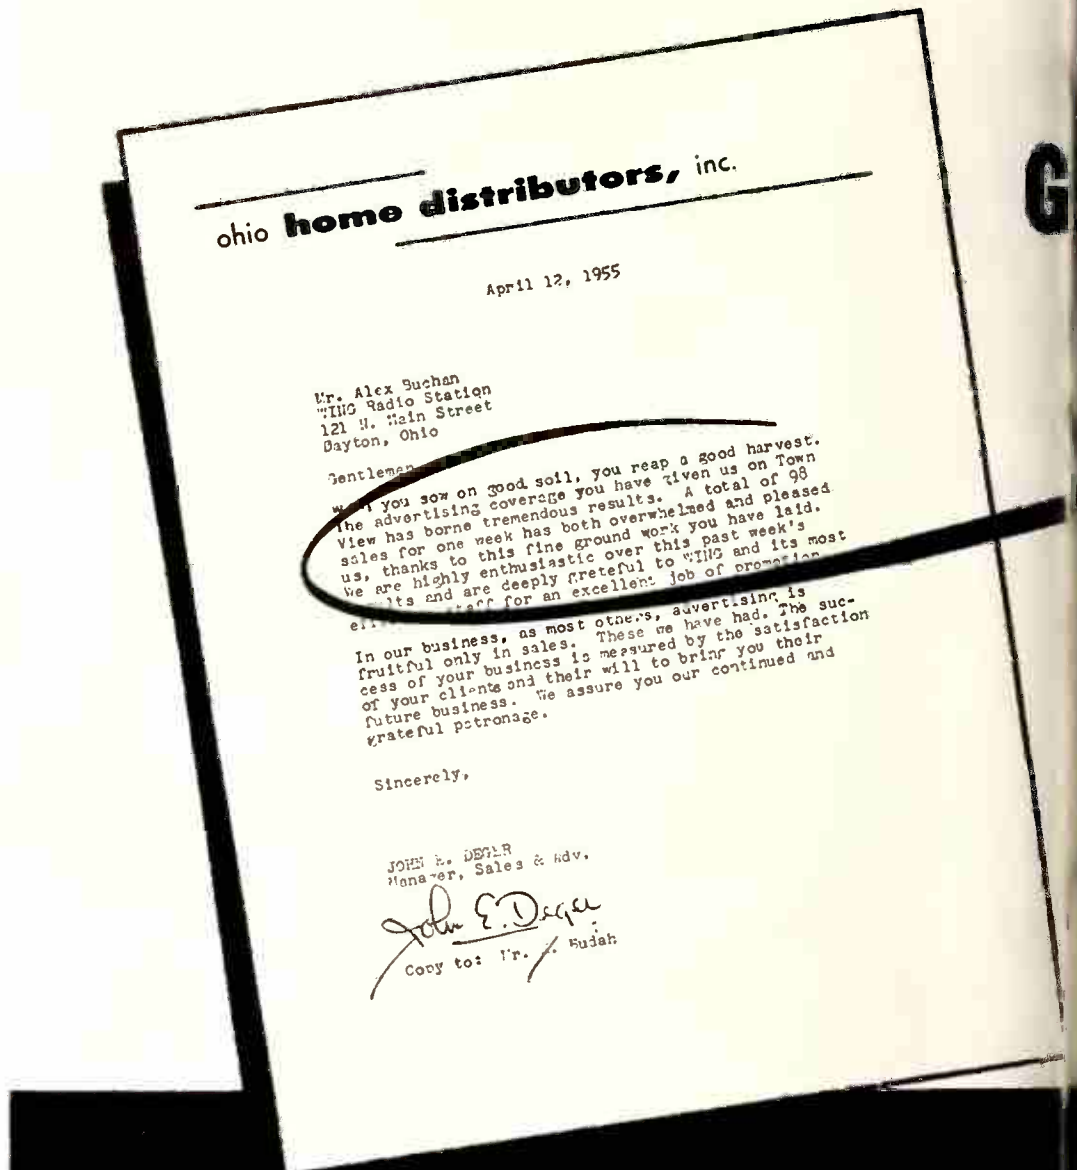 ohio home distributors, inc.
April 12, 1955
Mr. Alex Buchan
WING Radio Station
121 N. Main Street
Dayton, Ohio
Gentlemen
you sow on good soil, you reap a good harvest.
The advertising coverage you have given us on Town
View has borne tremendous results. A total of 98
sales for one week has both overwhelmed and pleased
us, thanks to this fine ground work you have laid.
We are highly enthusiastic over this past week's
and are deeply grateful to WING and its most
staff for an excellent job of promotion
In our business, as most others, advertising is
fruitful only in sales. These we have had. The suc-
cess of your business is measured by the satisfaction
of your clients and their will to bring you their
future business. We assure you our continued and
grateful patronage.
Sincerely,
JOHN E. DEGER
Manager, Sales & Adv.
John E. Deger
Copy to: Mr. Budah
G